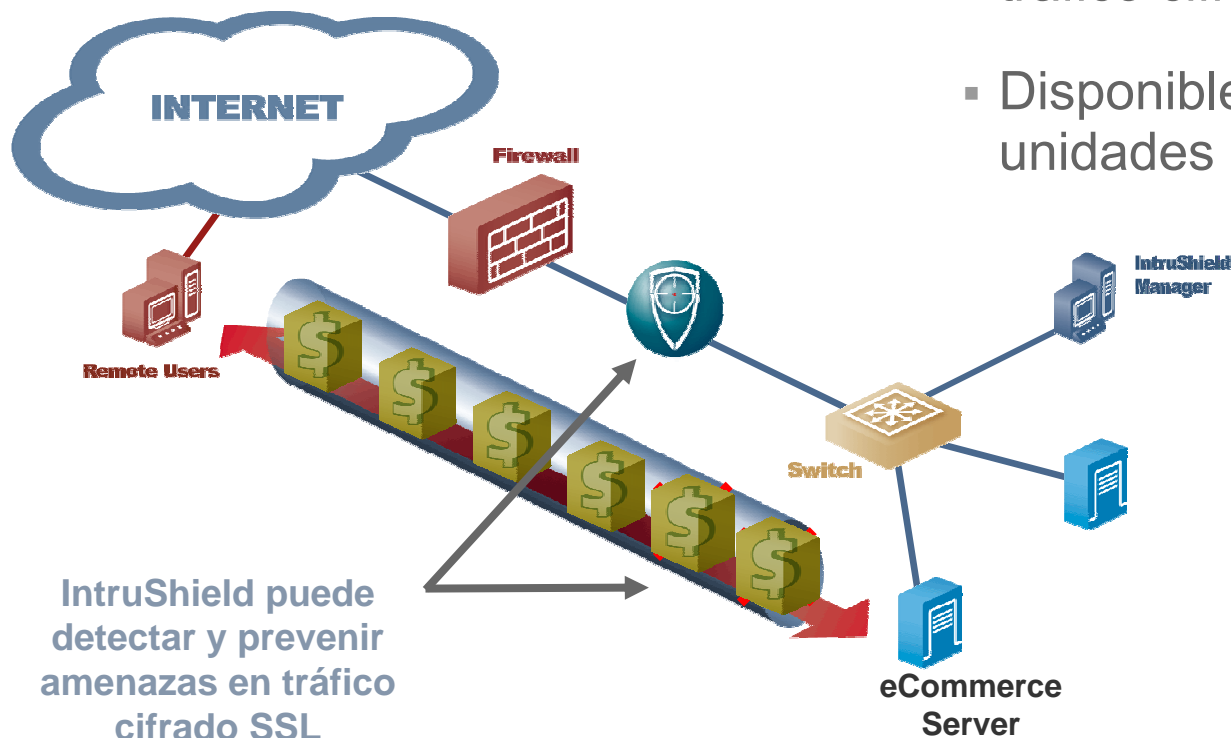 Disponible
unidades
INTERNET
Firewall
IntruShield
Manager
Remote Users
Switch
IntruShield puede
detectar y prevenir
amenazas en tráfico
cifrado SSL
eCommerce
Server